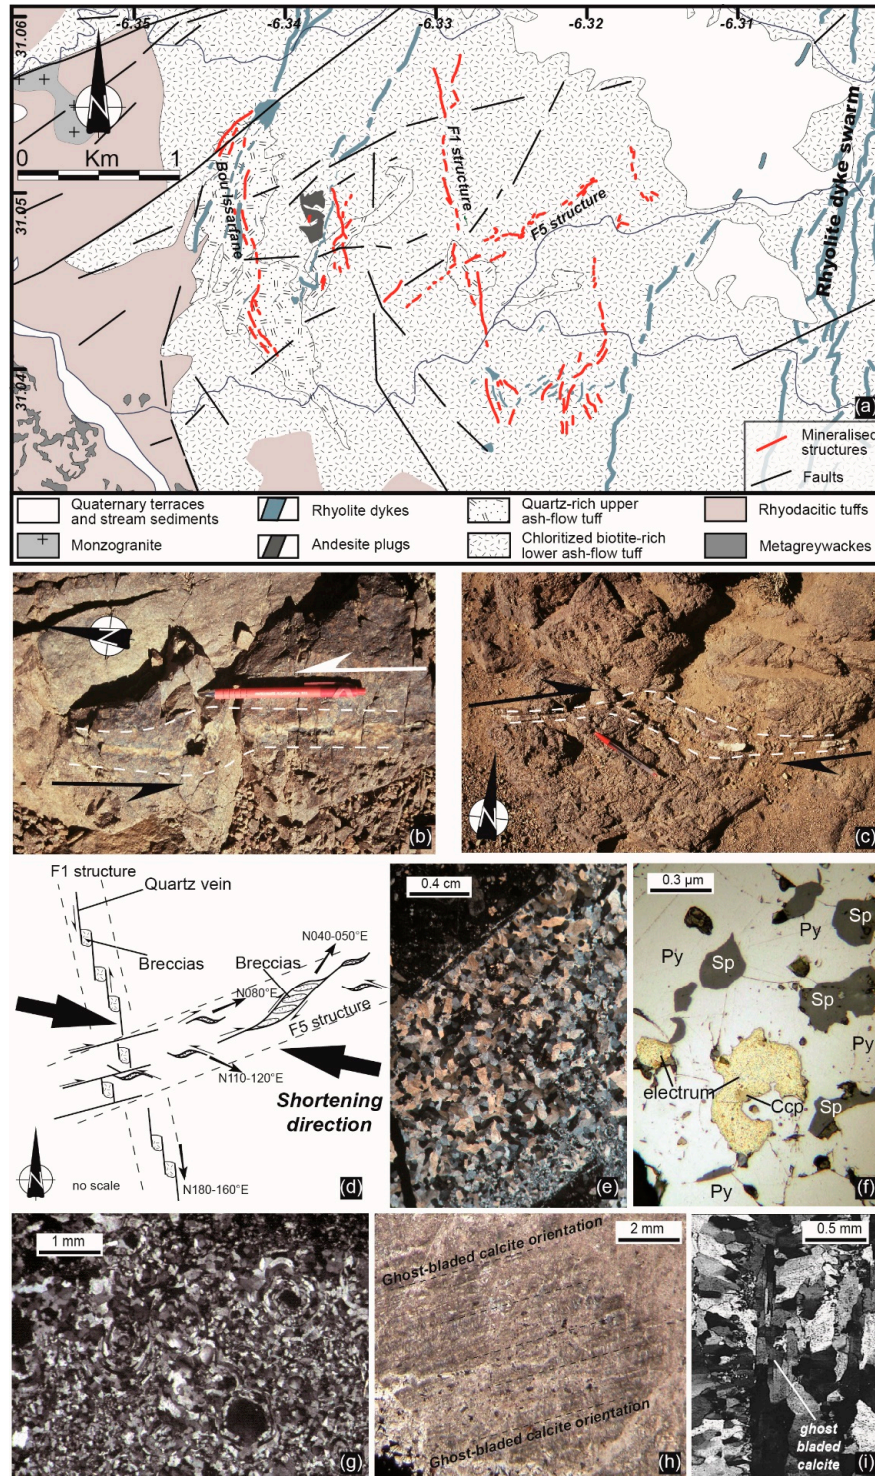 -6.35
-6.34
-6.33
-6.32
-6.31
31.06
31.05
31.04
N
0 Km 1
Bou Issarfane
F1 structure
F5 structure
Rhyolite dyke swarm
(a)
Mineralised
structures
Faults
Quaternary terraces
and stream sediments
Rhyolite dykes
Quartz-rich upper
ash-flow tuff
Rhyodacitic tuffs
Monzogranite
Andesite plugs
Chloritized biotite-rich
lower ash-flow tuff
Metagreywackes
N
(b)
N
(c)
F1 structure
Quartz vein
Breccias
Breccias
N040-050°E
N080°E
F5 structure
N110-120°E
Shortening
direction
N
no scale
N180-160°E
(d)
0.4 cm
(e)
0.3 µm
Sp
Py
Py
Sp
Sp
Py
electrum
Ccp
Sp
Py
(f)
1 mm
(g)
2 mm
Ghost-bladed calcite orientation
Ghost-bladed calcite orientation
(h)
0.5 mm
ghost
bladed
calcite
(i)